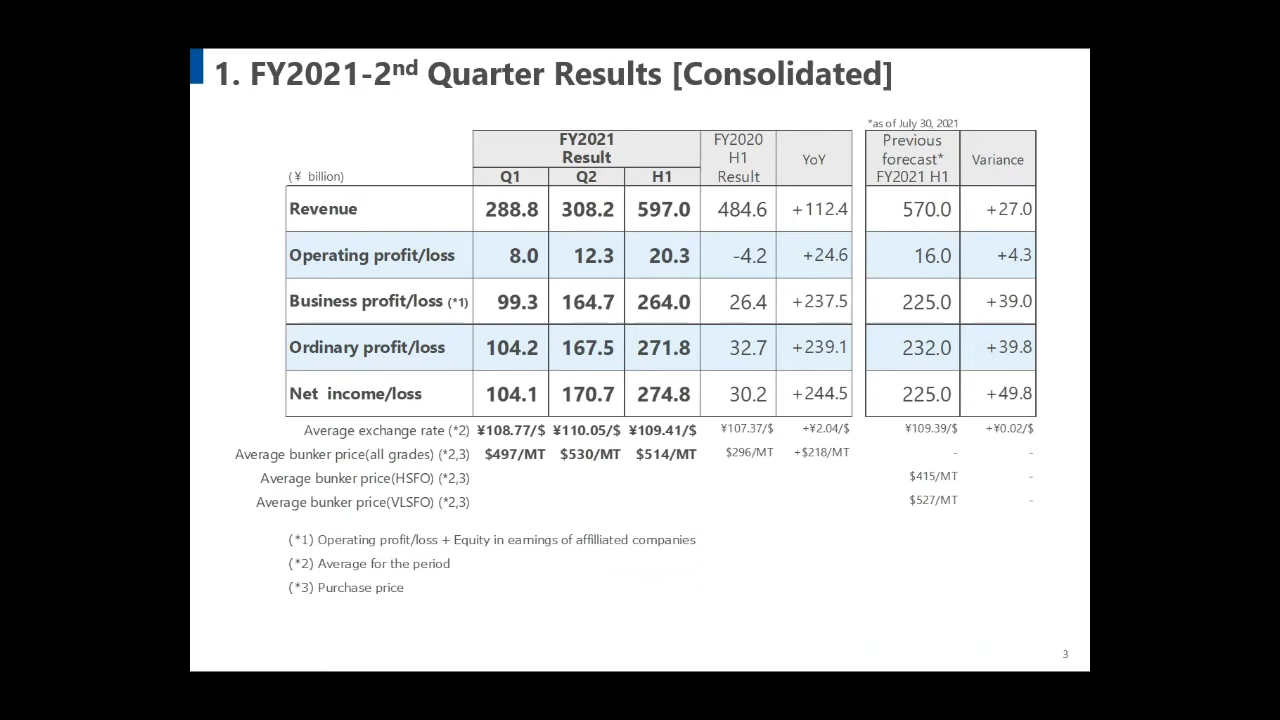 1. FY2021-2nd Quarter Results [Consolidated]
*as of July 30, 2021
(¥ billion) FY2021 Result Q1 Q2 H1 FY2020 H1 Result YoY Previous forecast* FY2021 H1 Variance
Revenue 288.8 308.2 597.0 484.6 +112.4 570.0 +27.0
Operating profit/loss 8.0 12.3 20.3 -4.2 +24.6 16.0 +4.3
Business profit/loss (*1) 99.3 164.7 264.0 26.4 +237.5 225.0 +39.0
Ordinary profit/loss 104.2 167.5 271.8 32.7 +239.1 232.0 +39.8
Net income/loss 104.1 170.7 274.8 30.2 +244.5 225.0 +49.8
Average exchange rate (*2) ¥108.77/$ ¥110.05/$ ¥109.41/$ ¥107.37/$ +¥2.04/$ ¥109.39/$ +¥0.02/$
Average bunker price(all grades) (*2,3) $497/MT $530/MT $514/MT $296/MT +$218/MT - -
Average bunker price(HSFO) (*2,3) $415/MT -
Average bunker price(VLSFO) (*2,3) $527/MT -
(*1) Operating profit/loss + Equity in earnings of affilliated companies
(*2) Average for the period
(*3) Purchase price
3